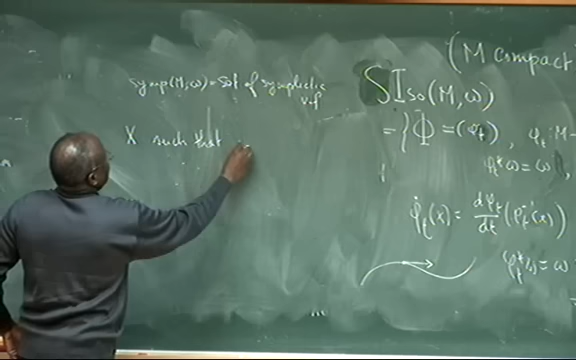 symp(M,ω) = set of symplectic
v.f
X such that
(M compact
SIso(M,ω)
= { Φ = (φₜ) , φₜ: M
φₜ*ω = ω ,
φ̇ₜ(x) = dφₜ/dt (φₜ⁻¹(x))
φₜ*ω = ω